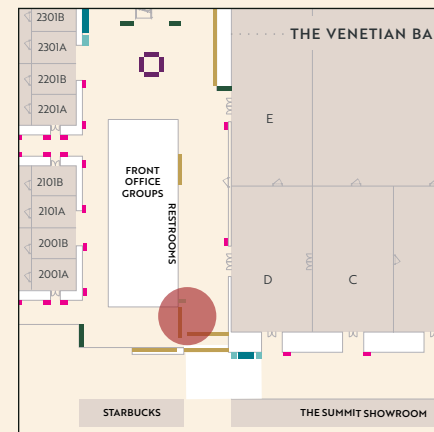 2301B
2301A
2201B
2201A
2101B
2101A
2001B
2001A
THE VENETIAN BA
E
FRONT
OFFICE
GROUPS
RESTROOMS
D
C
STARBUCKS
THE SUMMIT SHOWROOM